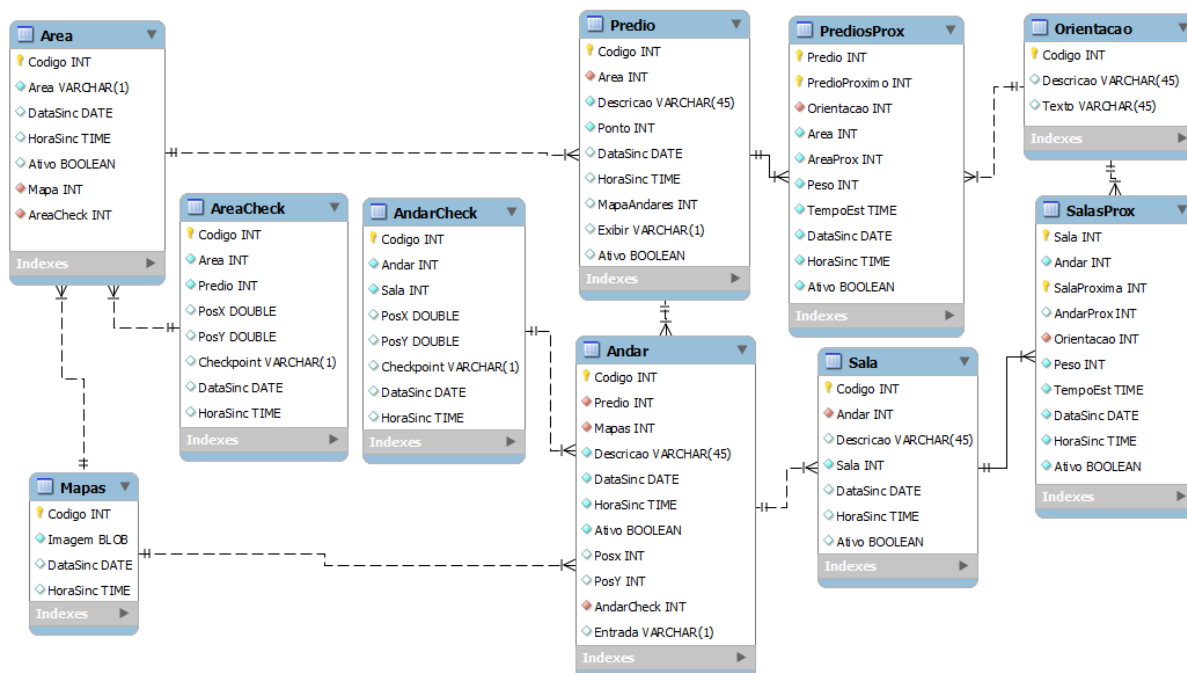 Area
Codigo INT
Area VARCHAR(1)
DataSinc DATE
HoraSinc TIME
Ativo BOOLEAN
Mapa INT
AreaCheck INT
Indexes
AreaCheck
Codigo INT
Area INT
Predio INT
PosX DOUBLE
PosY DOUBLE
Checkpoint VARCHAR(1)
DataSinc DATE
HoraSinc TIME
Indexes
AndarCheck
Codigo INT
Andar INT
Sala INT
PosX DOUBLE
PosY DOUBLE
Checkpoint VARCHAR(1)
DataSinc DATE
HoraSinc TIME
Indexes
Mapas
Codigo INT
Imagem BLOB
DataSinc DATE
HoraSinc TIME
Indexes
Predio
Codigo INT
Area INT
Descricao VARCHAR(45)
Ponto INT
DataSinc DATE
HoraSinc TIME
MapaAndares INT
Exibir VARCHAR(1)
Ativo BOOLEAN
Indexes
Andar
Codigo INT
Predio INT
Mapas INT
Descricao VARCHAR(45)
DataSinc DATE
HoraSinc TIME
Ativo BOOLEAN
Posx INT
PosY INT
AndarCheck INT
Entrada VARCHAR(1)
Indexes
PrediosProx
Predio INT
PredioProximo INT
Orientacao INT
Area INT
AreaProx INT
Peso INT
TempoEst TIME
DataSinc DATE
HoraSinc TIME
Ativo BOOLEAN
Indexes
Sala
Codigo INT
Andar INT
Descricao VARCHAR(45)
Sala INT
DataSinc DATE
HoraSinc TIME
Ativo BOOLEAN
Indexes
Orientacao
Codigo INT
Descricao VARCHAR(45)
Texto VARCHAR(45)
Indexes
SalasProx
Sala INT
Andar INT
SalaProxima INT
AndarProx INT
Orientacao INT
Peso INT
TempoEst TIME
DataSinc DATE
HoraSinc TIME
Ativo BOOLEAN
Indexes